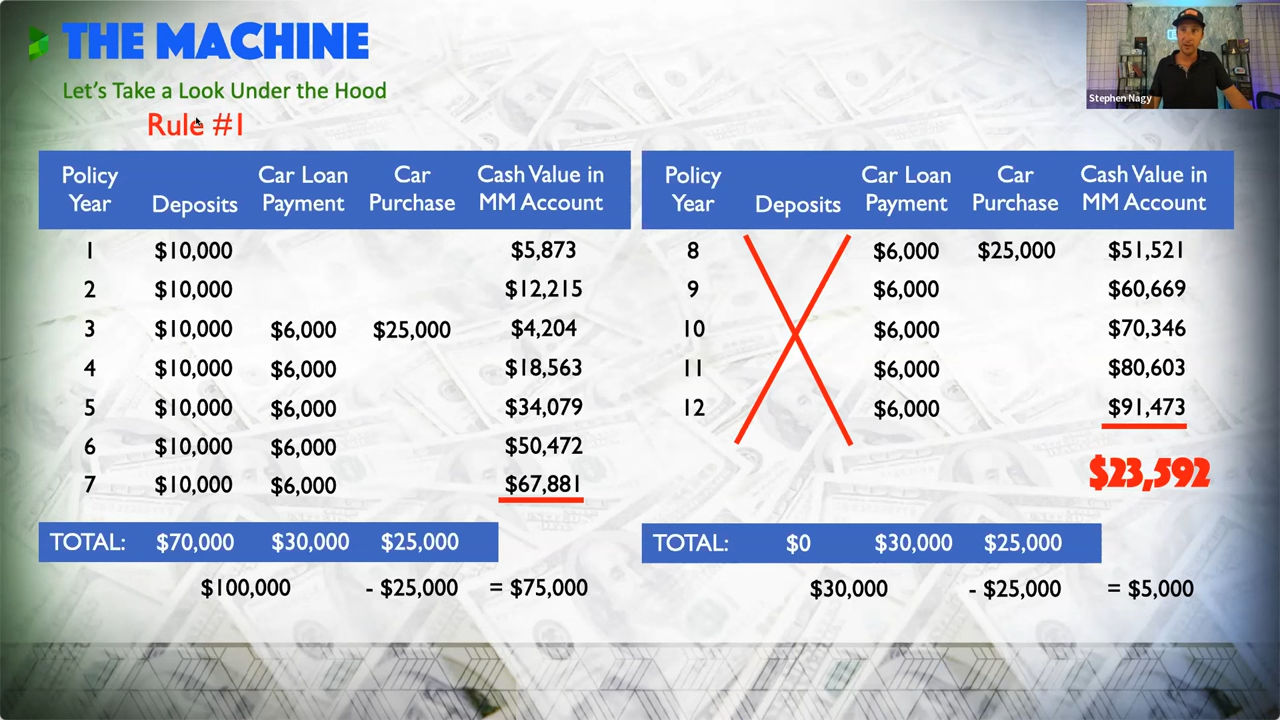 THE MACHINE
Let's Take a Look Under the Hood
Rule #1
Stephen Nagy
Policy Year Deposits Car Loan Payment Car Purchase Cash Value in MM Account
1 $10,000 $5,873
2 $10,000 $12,215
3 $10,000 $6,000 $25,000 $4,204
4 $10,000 $6,000 $18,563
5 $10,000 $6,000 $34,079
6 $10,000 $6,000 $50,472
7 $10,000 $6,000 $67,881
TOTAL: $70,000 $30,000 $25,000
$100,000 - $25,000 = $75,000
Policy Year Deposits Car Loan Payment Car Purchase Cash Value in MM Account
8 $6,000 $25,000 $51,521
9 $6,000 $60,669
10 $6,000 $70,346
11 $6,000 $80,603
12 $6,000 $91,473
$23,592
TOTAL: $0 $30,000 $25,000
$30,000 - $25,000 = $5,000